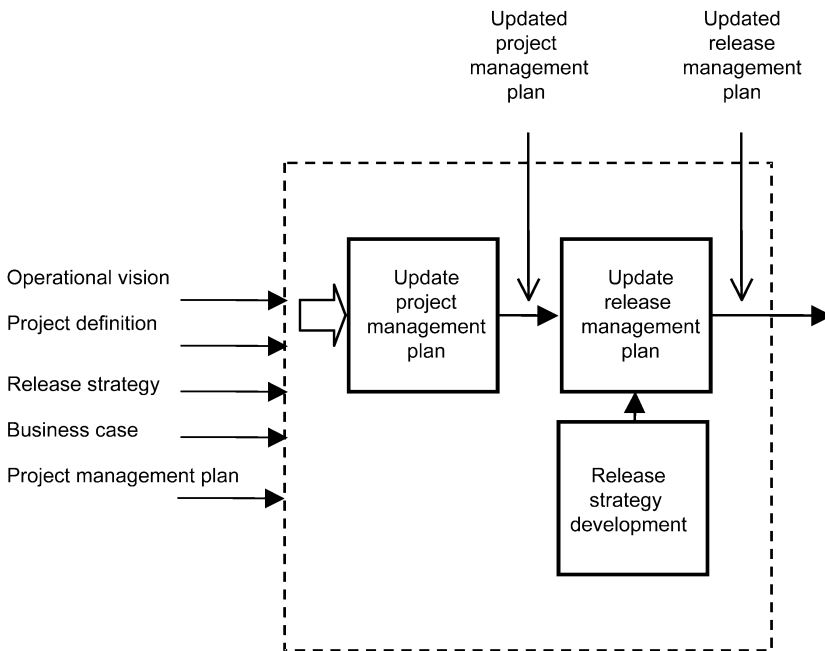 Updated
project
management
plan
Updated
release
management
plan
Operational vision
Project definition
Release strategy
Business case
Project management plan
Update
project
management
plan
Update
release
management
plan
Release
strategy
development